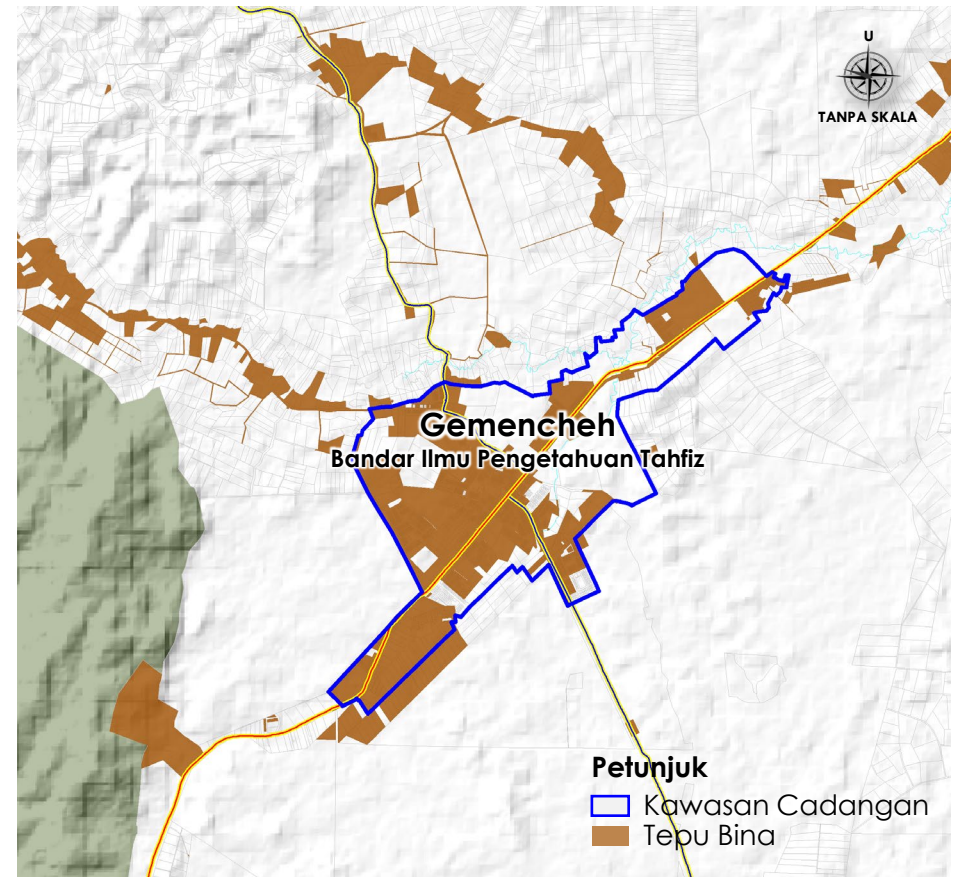 U
TANPA SKALA
Gemencheh
Bandar Ilmu Pengetahuan Tahfiz
Petunjuk
Kawasan Cadangan
Tepu Bina